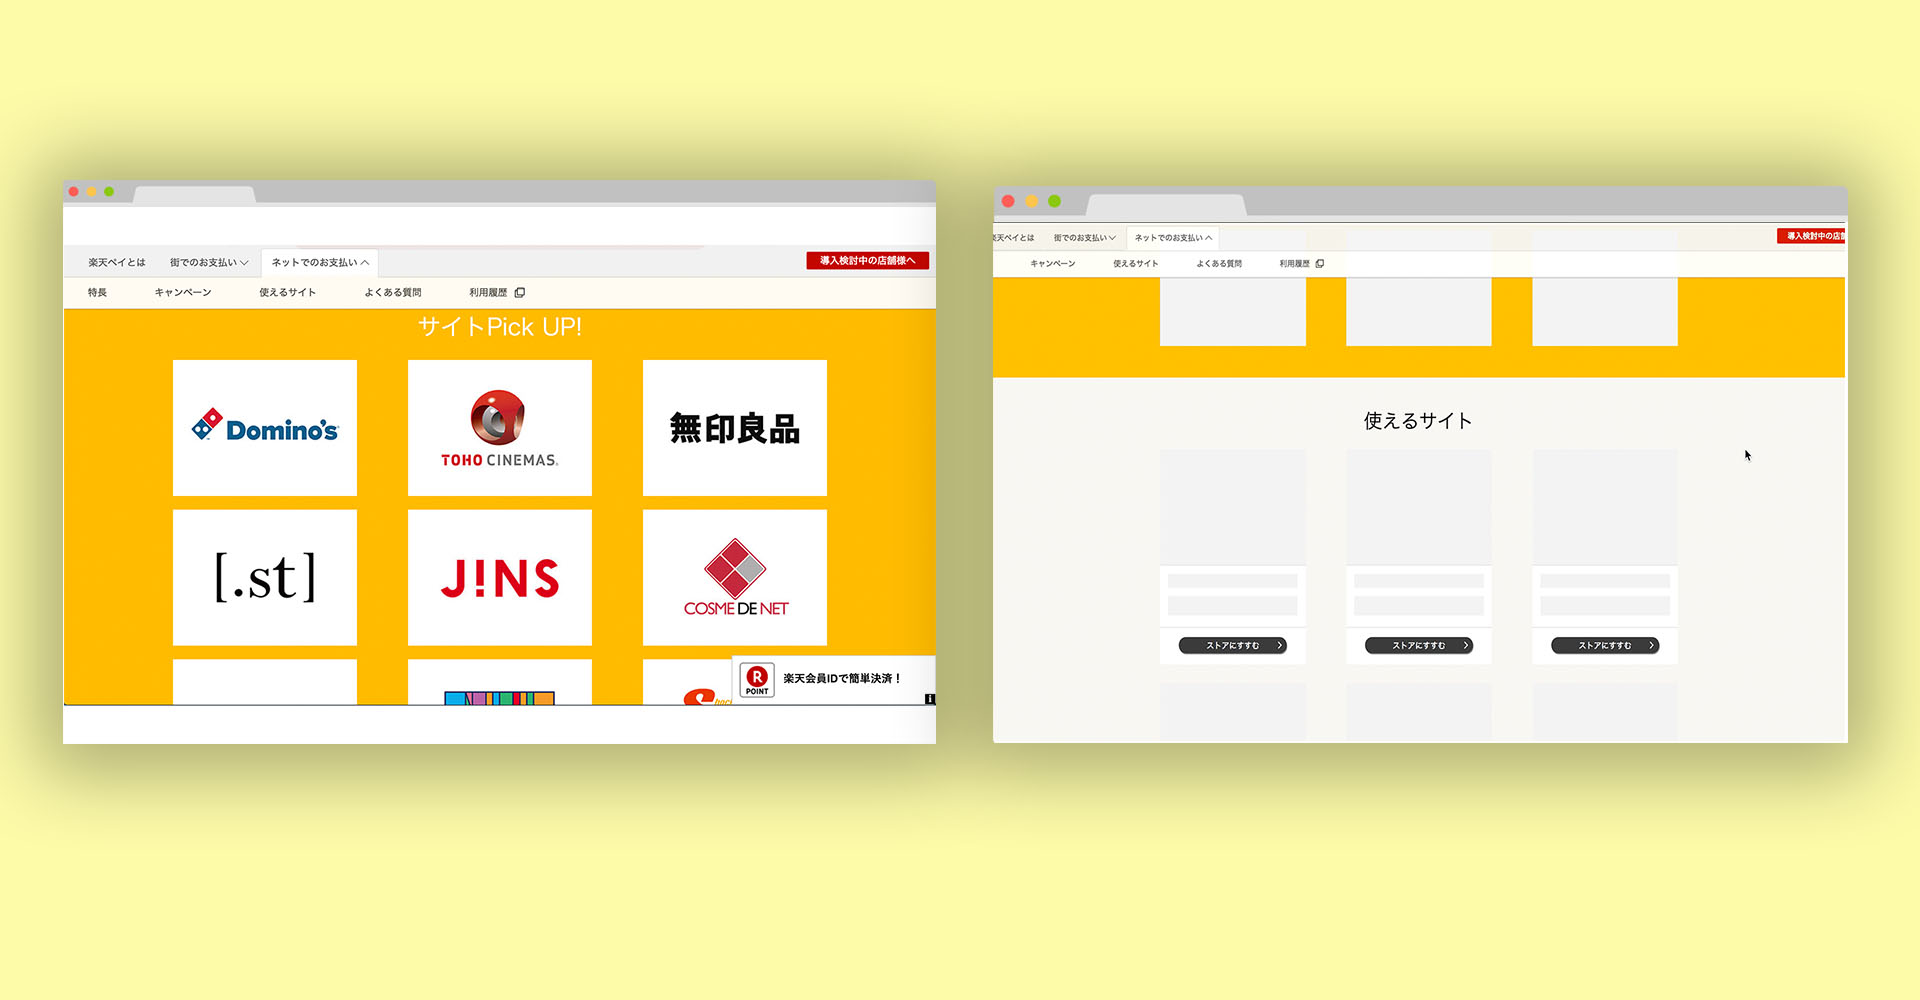 楽天ペイとは 街でのお支払い ネットでのお支払い 導入検討中の店舗様へ
特長 キャンペーン 使えるサイト よくある質問 利用履歴
サイトPick UP!
Domino's TOHO CINEMAS 無印良品
[.st] J!NS COSME DE NET
R POINT 楽天会員IDで簡単決済！
天ペイとは 街でのお支払い ネットでのお支払い 導入検討中の店
キャンペーン 使えるサイト よくある質問 利用履歴
使えるサイト
ストアにすすむ ストアにすすむ ストアにすすむ